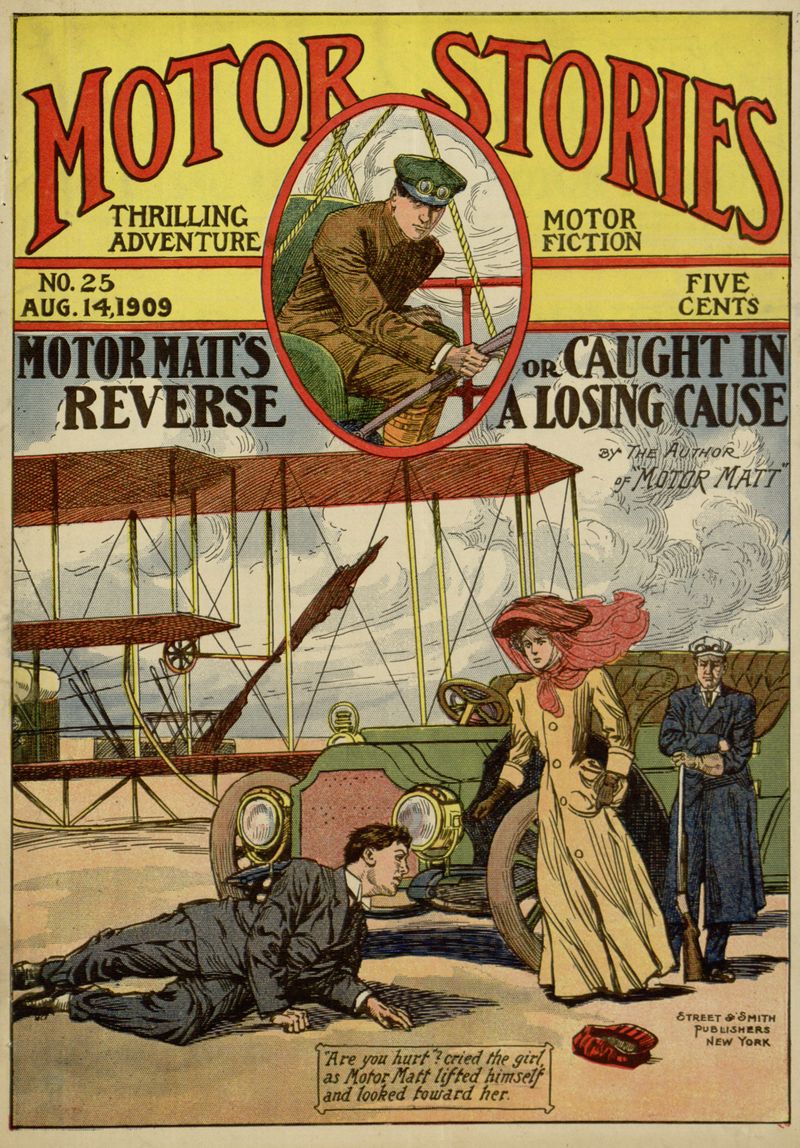 MOTOR STORIES
THRILLING
ADVENTURE
MOTOR
FICTION
NO. 25
AUG. 14, 1909
FIVE
CENTS
MOTOR MATT'S
REVERSE
OR CAUGHT IN
A LOSING CAUSE
BY THE AUTHOR
OF "MOTOR MATT"
STREET & SMITH
PUBLISHERS
NEW YORK
"Are you hurt"? cried the girl,
as Motor Matt lifted himself
and looked toward her.